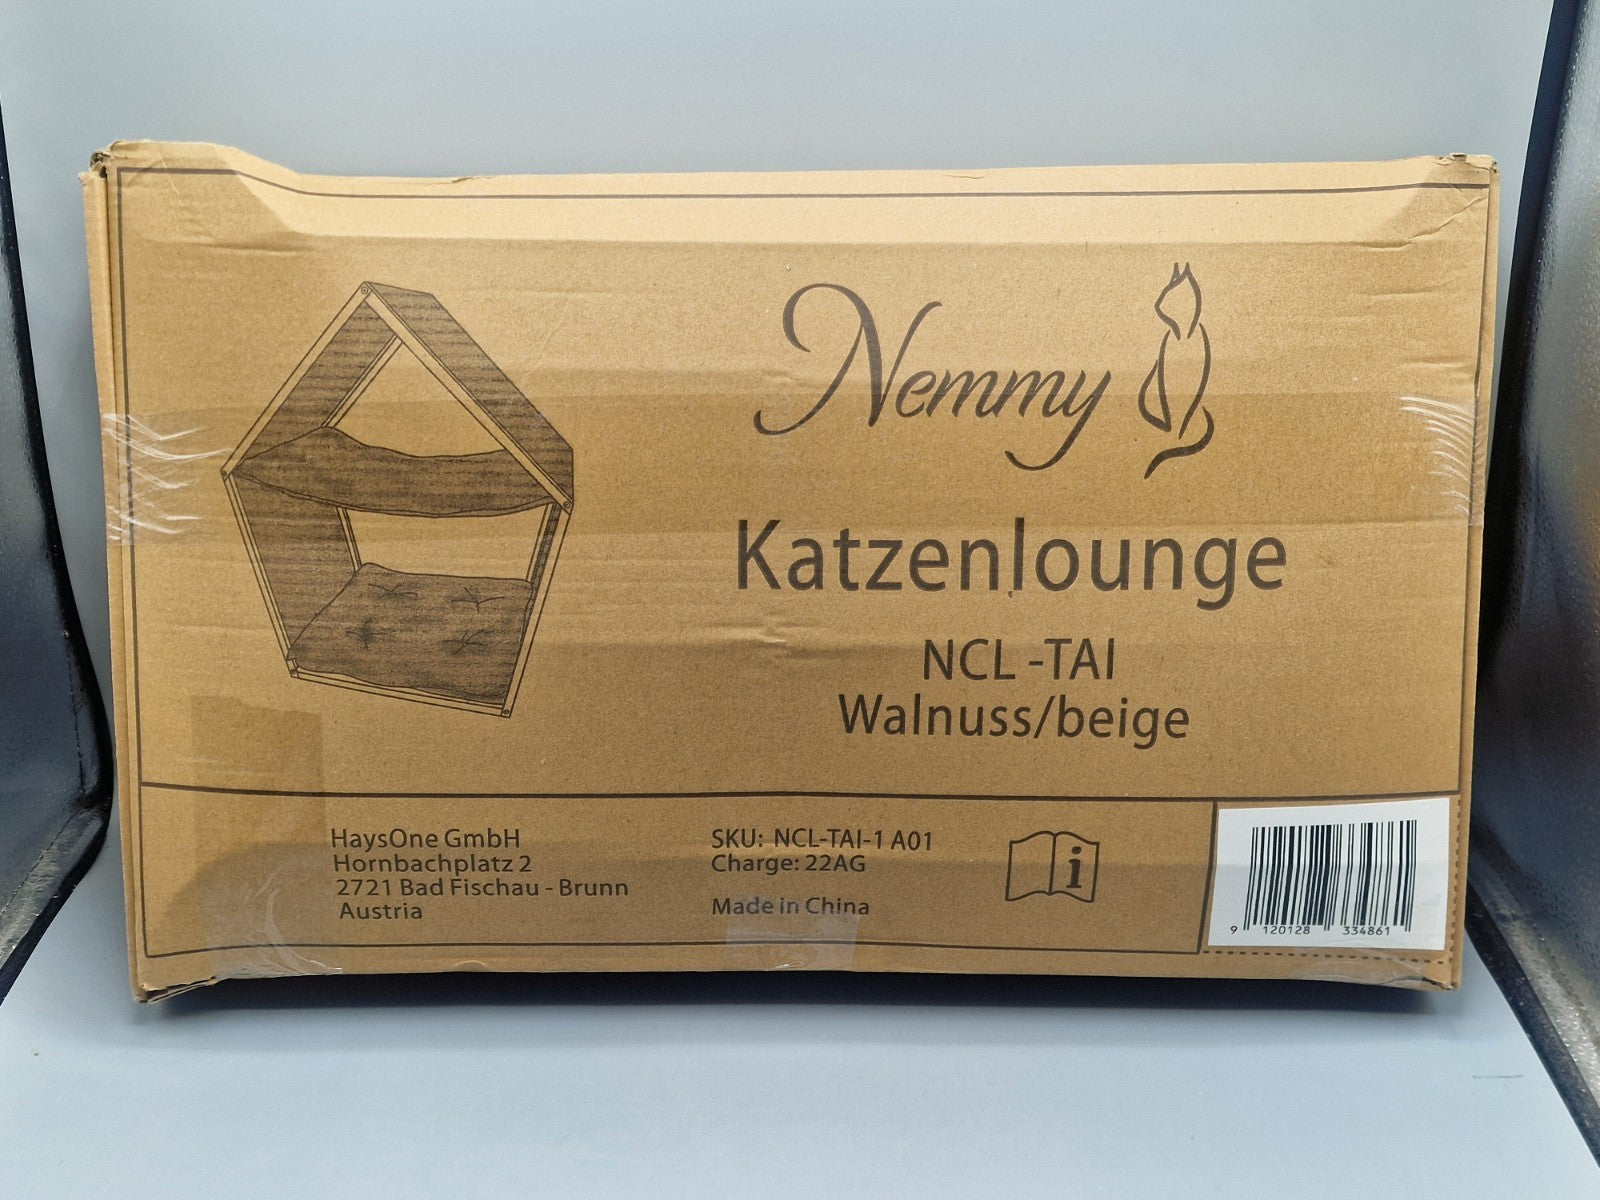 Nemmy
Katzenlounge
NCL -TAI
Walnuss/beige
HaysOne GmbH
Hornbachplatz 2
2721 Bad Fischau - Brunn
Austria
SKU: NCL-TAI-1 A01
Charge: 22AG
Made in China
i
9 120128 334861